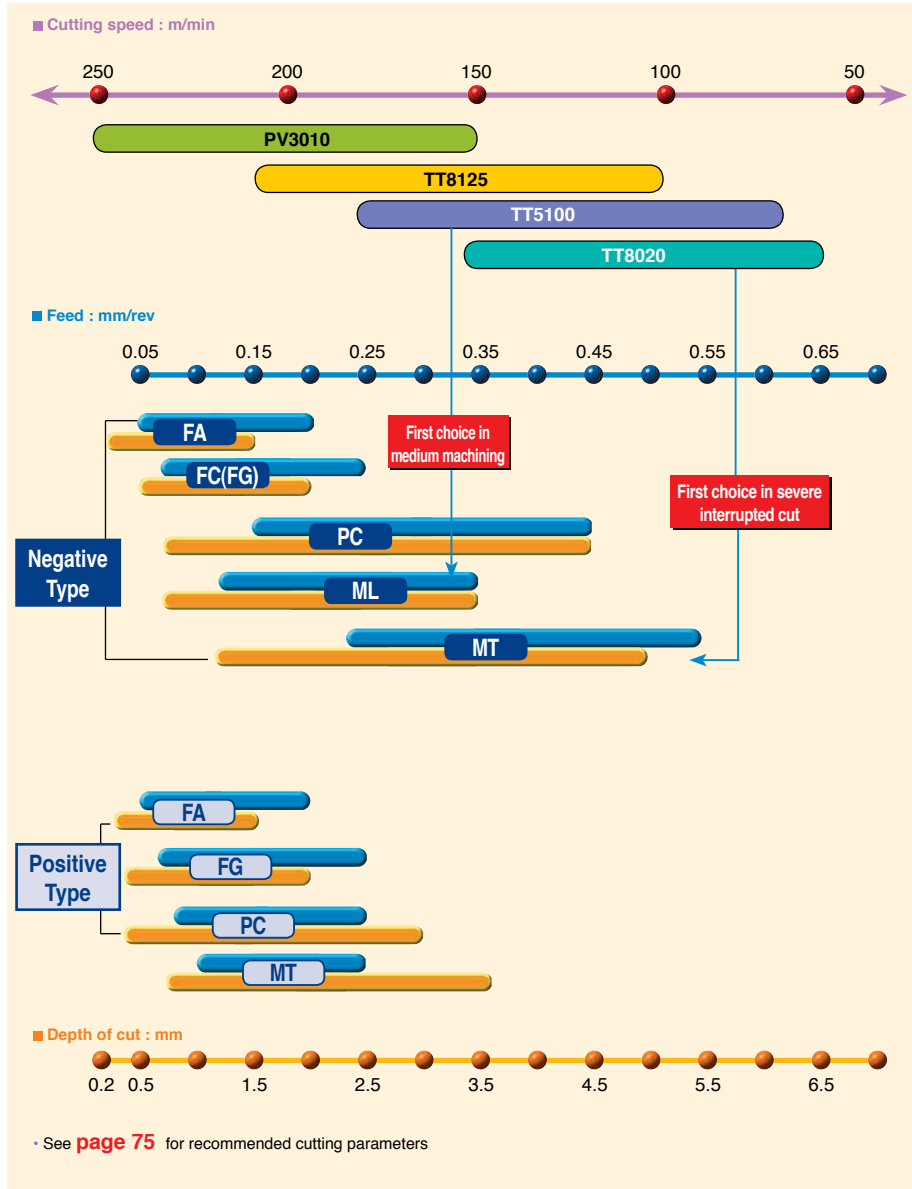 Cutting speed : m/min
250 200 150 100 50
PV3010
TT8125
TT5100
TT8020
Feed : mm/rev
0.05 0.15 0.25 0.35 0.45 0.55 0.65
FA
First choice in
medium machining
FC(FG)
First choice in severe
interrupted cut
PC
Negative
Type
ML
MT
FA
Positive
Type
FG
PC
MT
Depth of cut : mm
0.2 0.5 1.5 2.5 3.5 4.5 5.5 6.5
• See page 75 for recommended cutting parameters